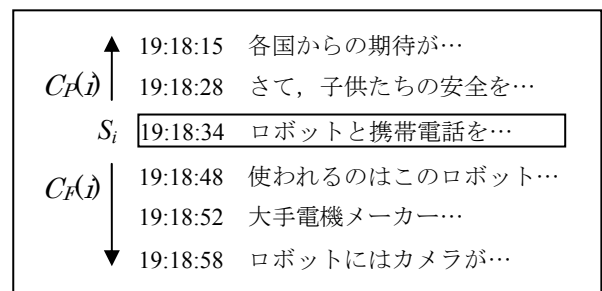 19:18:15 各国からの期待が…
C_P(i) 19:18:28 さて，子供たちの安全を…
S_i 19:18:34 ロボットと携帯電話を…
C_F(i) 19:18:48 使われるのはこのロボット…
19:18:52 大手電機メーカー…
19:18:58 ロボットにはカメラが…